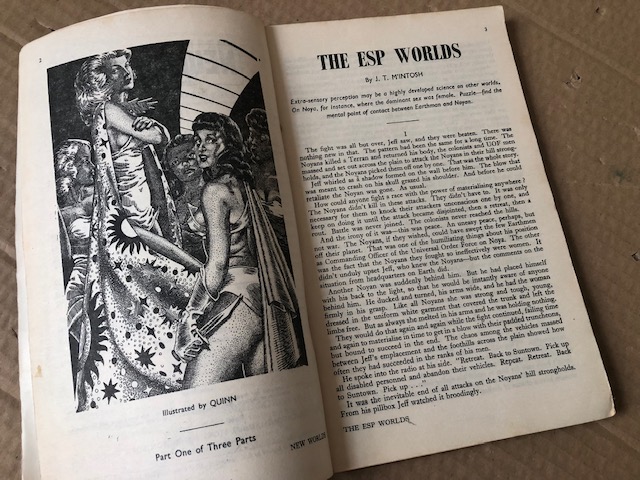 2
Illustrated by QUINN
Part One of Three Parts
NEW WORLDS
3
THE ESP WORLDS
By J. T. M'INTOSH
Extra-sensory perception may be a highly developed science on other worlds.
On Noya, for instance, where the dominant sex was female. Puzzle—find the
mental point of contact between Earthman and Noyan.
I
The fight was all but over, Jeff saw, and they were beaten. There was
nothing new in that. The pattern had been the same for a long time. The
Noyans killed a Terran and returned his body, the colonists and UOF men
massed and set out across the plain to attack the Noyans in their hill strong-
holds, and the Noyans picked them off one by one. That was the whole story.
Jeff whirled as a shadow formed on the wall before him. The blow that
was meant to crash on his skull grazed his shoulder. And before he could
retaliate the Noyan was gone. As usual.
How could anyone fight a race with the power of materialising anywhere?
The Noyans didn't kill in these attacks. They didn't have to. It was only
necessary for them to knock their attackers unconscious one by one, and
keep on doing it until the attack became disjointed, then a retreat, then a
rout. Battle was never joined. The colonists never reached the hills.
And the irony of it was—this was peace. An uneasy peace, perhaps, but
not war. The Noyans, if they wished, could have swept the few Earthmen
off their planet. That was one of the humiliating things about his position
as Commanding Officer of the Universal Order Force on Noya. The other
was the fact that the Noyans they fought so ineffectively were women. It
didn't unduly upset Jeff, who knew the Noyans—but the comments on the
situation from headquarters on Earth did.
Another Noyan was suddenly behind him. But he had placed himself
with his back to the light, so that he would be instantly aware of anyone
behind him. He ducked and turned, his arms wide, and he had the woman
firmly in his grasp. Like all Noyans she was strong and tough, young,
dressed in the uniform white garment that covered the trunk and left the
limbs free. But as always she melted in his arms and he was holding nothing.
They would do that again and again while the fight continued, failing time
and again to materialise in time to get in a blow with their padded truncheons,
but bound to succeed in the end. The chaos among the vehicles massed
between Jeff's emplacement and the foothills across the plain showed how
often they had succeeded in the ranks of his men.
He spoke into the radio at his side. "Retreat. Back to Suntown. Pick up
all disabled personnel and abandon their vehicles. Repeat. Retreat. Back
to Suntown. Pick up . . ."
It was the inevitable end of all attacks on the Noyans' hill strongholds.
From his pillbox Jeff watched it broodingly.
THE ESP WORLDS